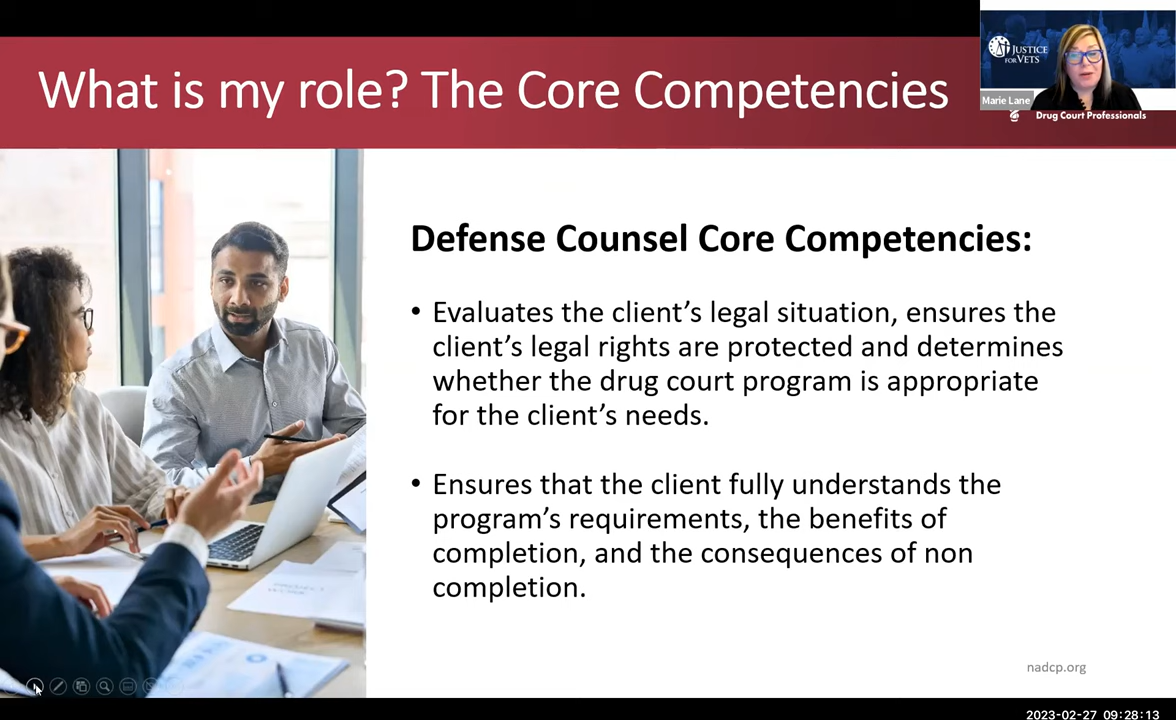 What is my role? The Core Competencies
JUSTICE
FOR VETS
Marie Lane
Drug Court Professionals
Defense Counsel Core Competencies:
• Evaluates the client's legal situation, ensures the
client's legal rights are protected and determines
whether the drug court program is appropriate
for the client's needs.
• Ensures that the client fully understands the
program's requirements, the benefits of
completion, and the consequences of non
completion.
nadcp.org
2023-02-27 09:28:13